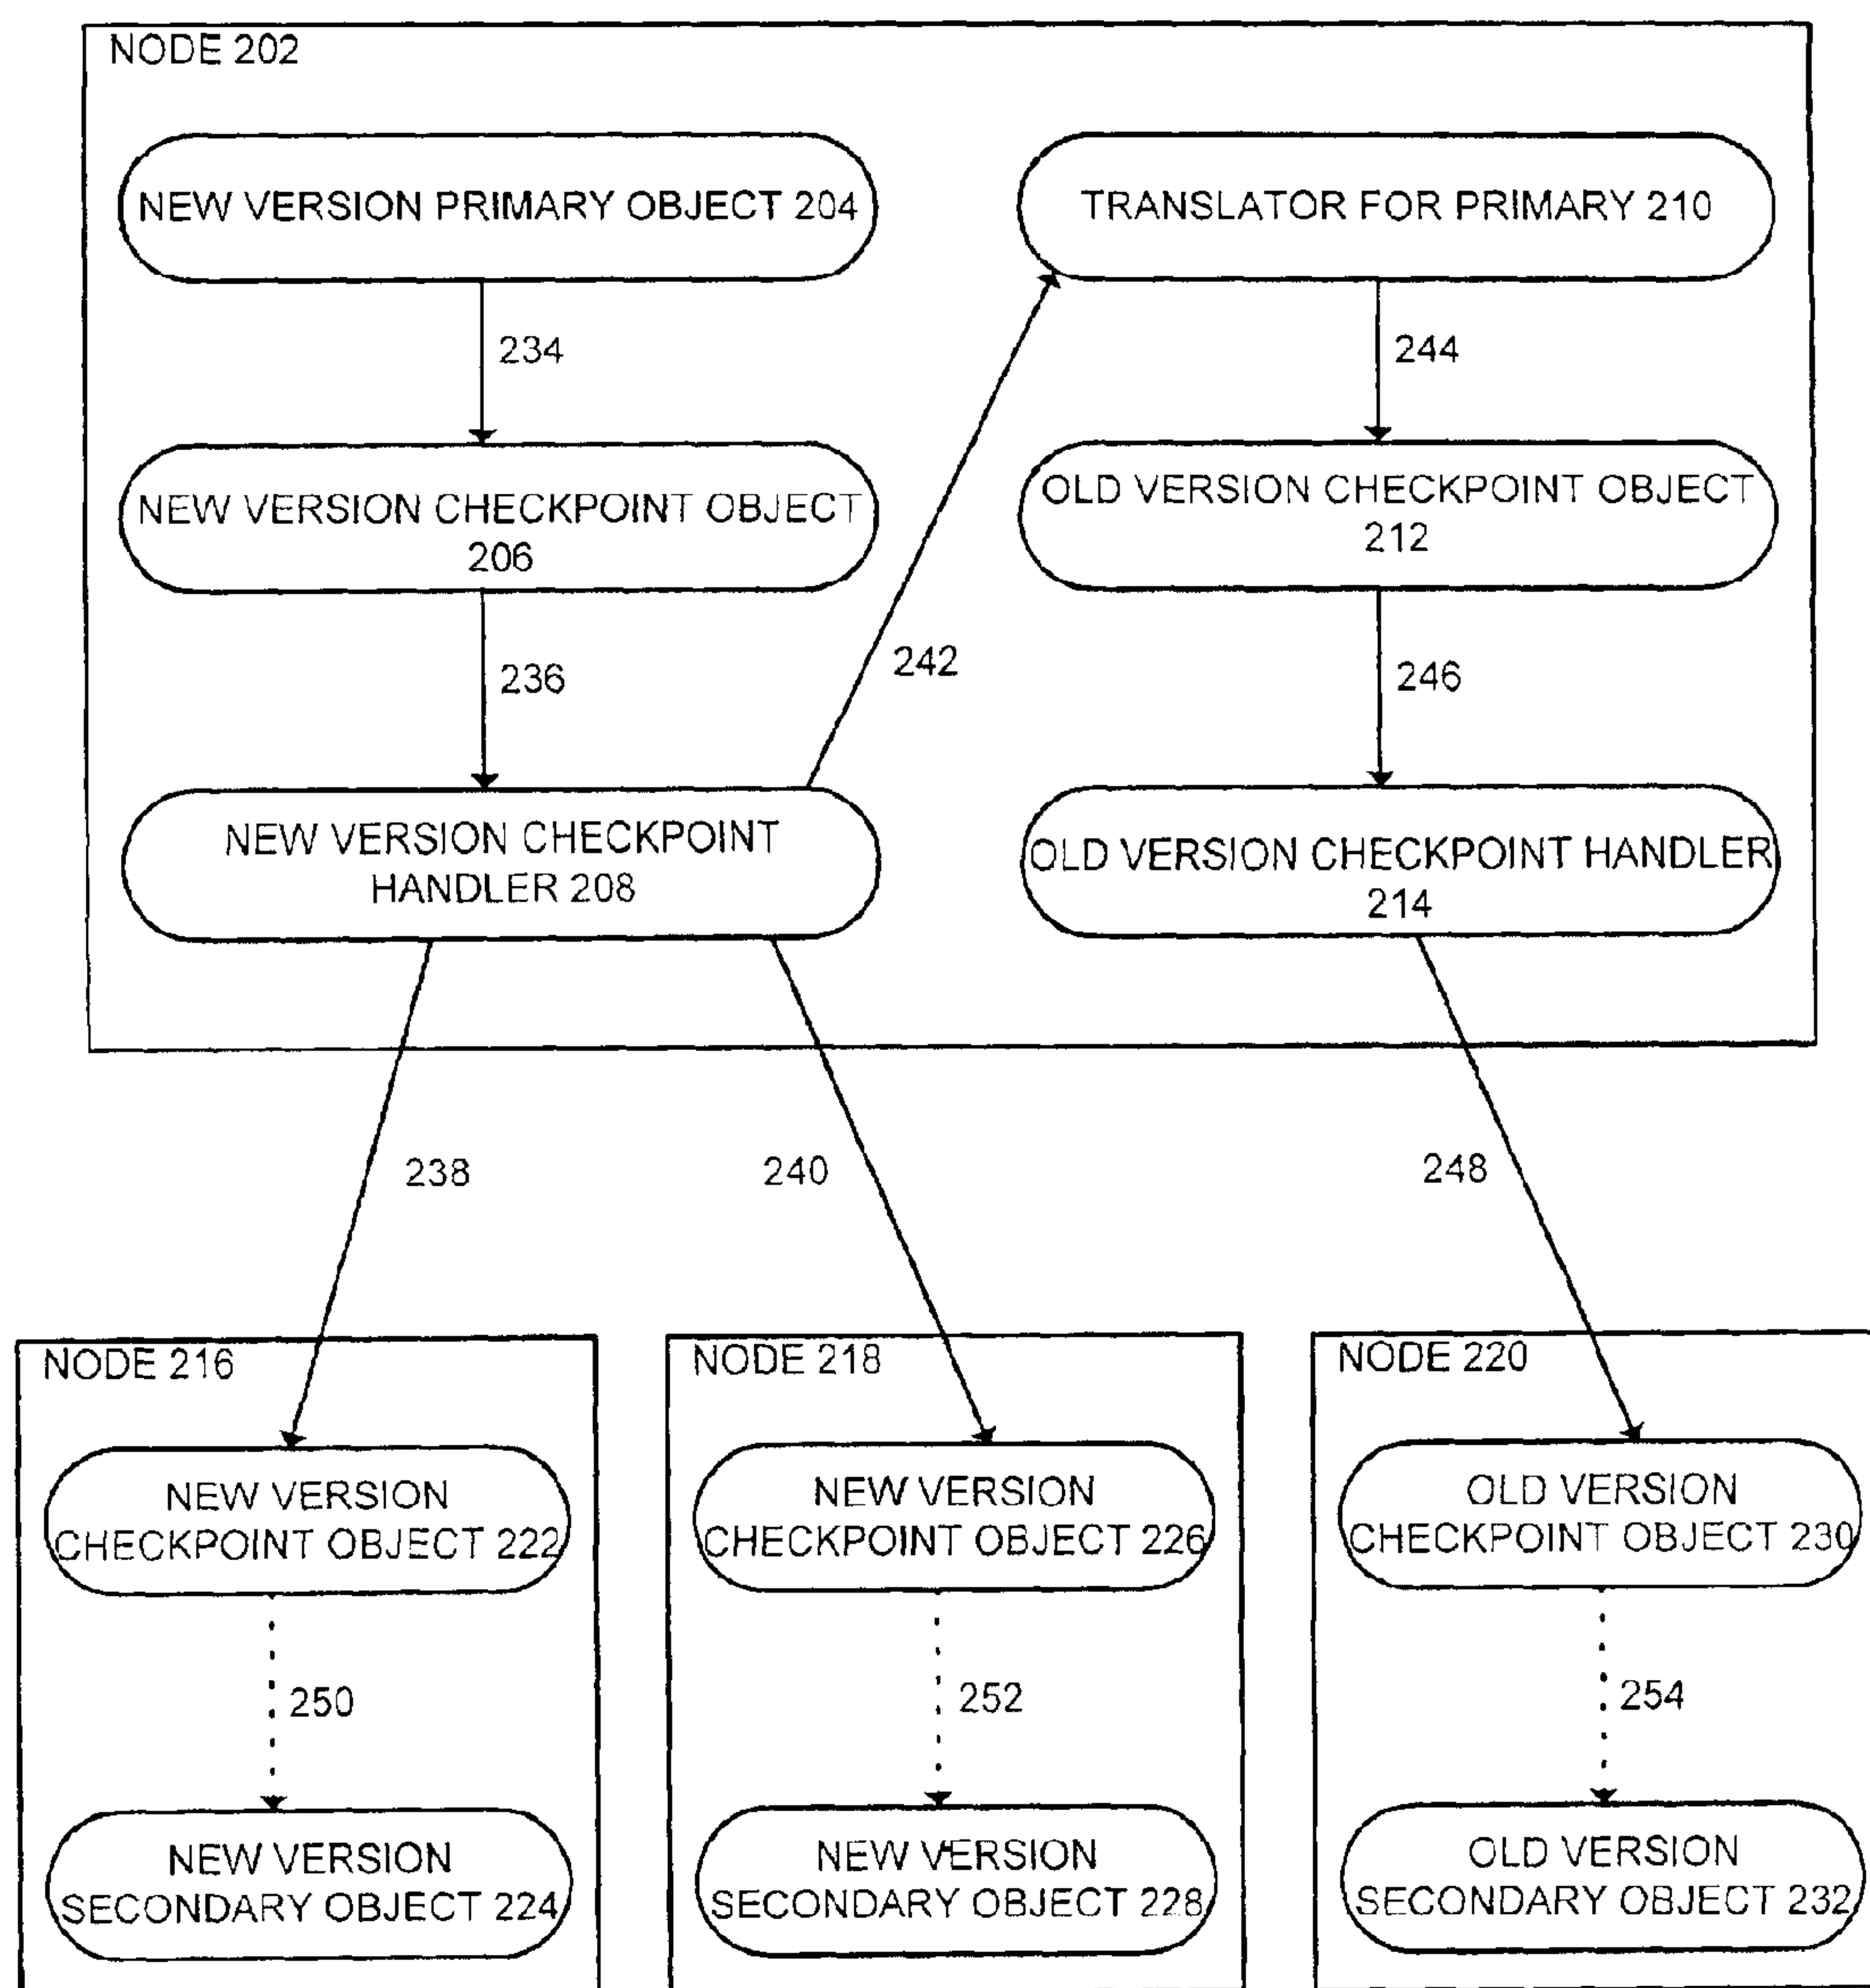 NODE 202
NEW VERSION PRIMARY OBJECT 204
TRANSLATOR FOR PRIMARY 210
234
244
NEW VERSION CHECKPOINT OBJECT
206
OLD VERSION CHECKPOINT OBJECT
212
236
242
246
NEW VERSION CHECKPOINT
HANDLER 208
OLD VERSION CHECKPOINT HANDLER
214
238
240
248
NODE 216
NODE 218
NODE 220
NEW VERSION
CHECKPOINT OBJECT 222
NEW VERSION
CHECKPOINT OBJECT 226
OLD VERSION
CHECKPOINT OBJECT 230
250
252
254
NEW VERSION
SECONDARY OBJECT 224
NEW VERSION
SECONDARY OBJECT 228
OLD VERSION
SECONDARY OBJECT 232